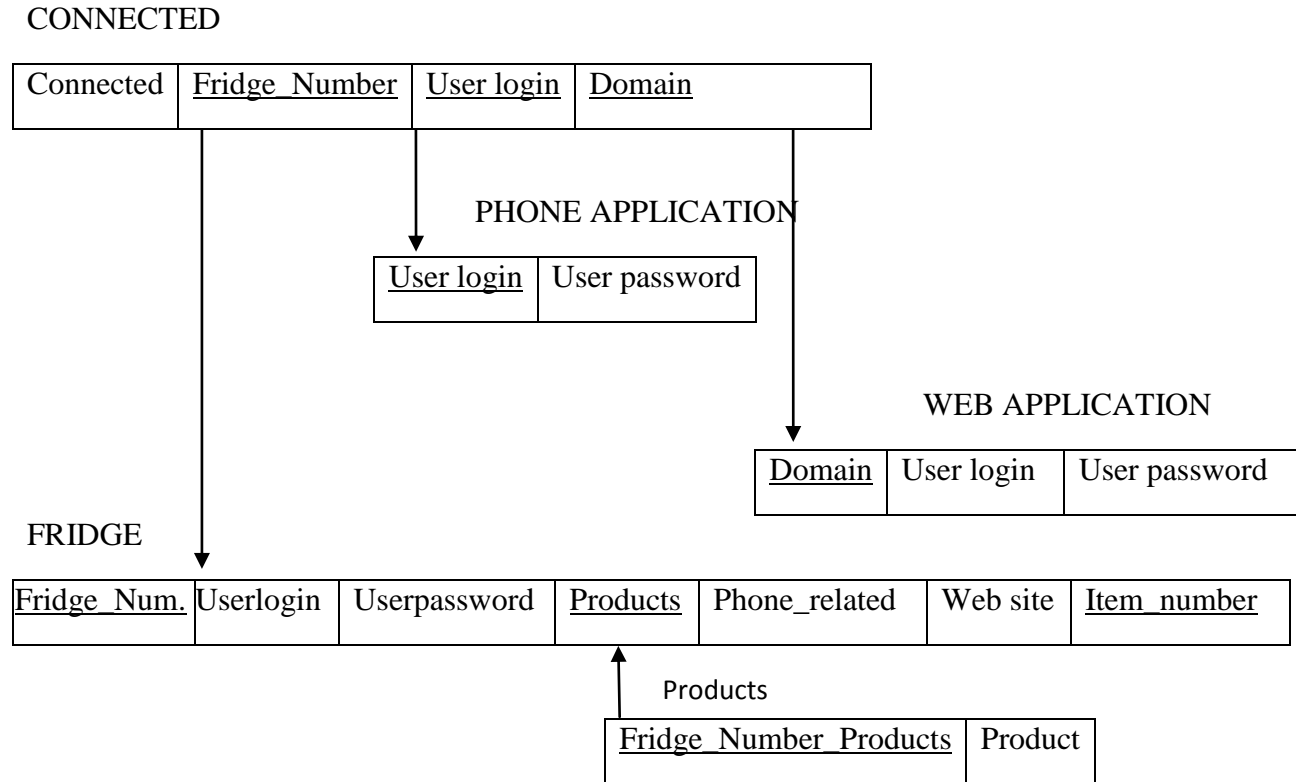 CONNECTED
Connected Fridge_Number User login Domain
PHONE APPLICATION
User login User password
WEB APPLICATION
Domain User login User password
FRIDGE
Fridge_Num. Userlogin Userpassword Products Phone_related Web site Item_number
Products
Fridge_Number_Products Product